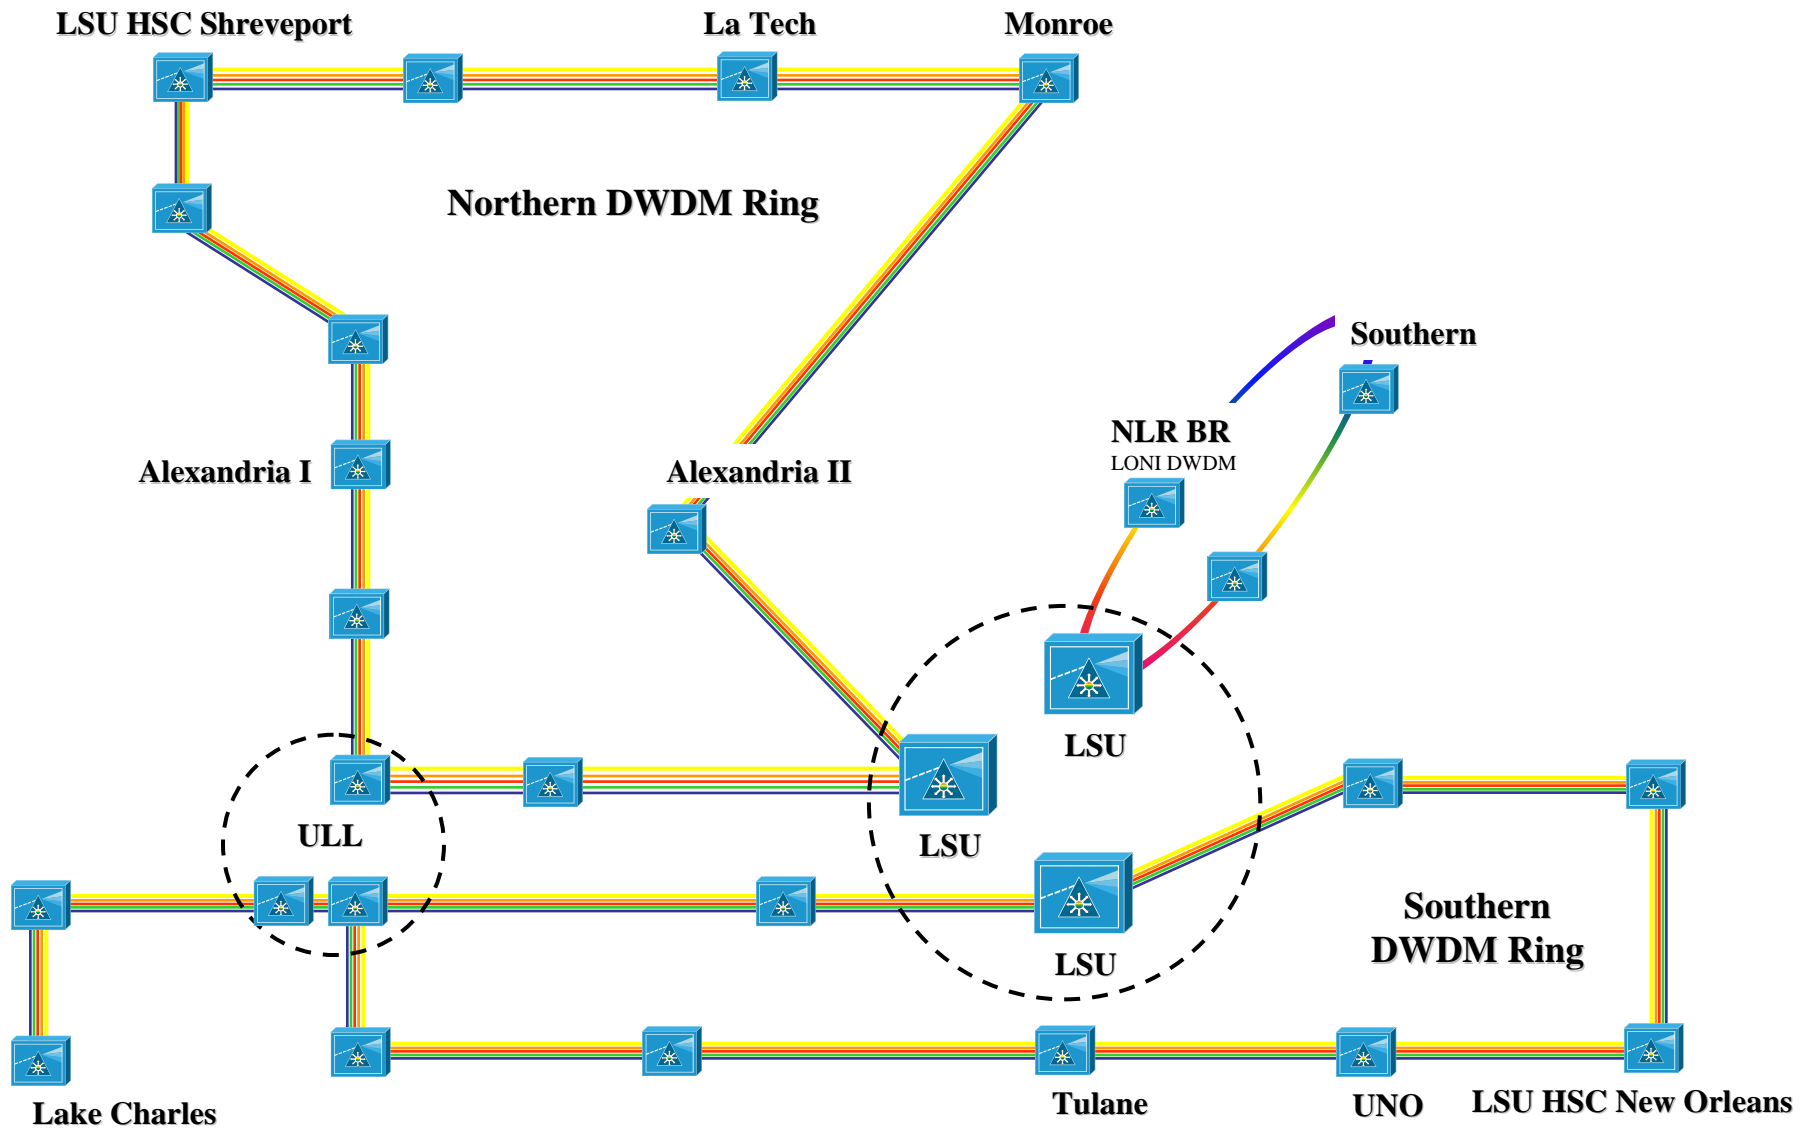 LSU HSC Shreveport
La Tech
Monroe
Northern DWDM Ring
Southern
NLR BR
LONI DWDM
Alexandria I
Alexandria II
LSU
ULL
LSU
Southern
DWDM Ring
LSU
Lake Charles
Tulane
UNO
LSU HSC New Orleans